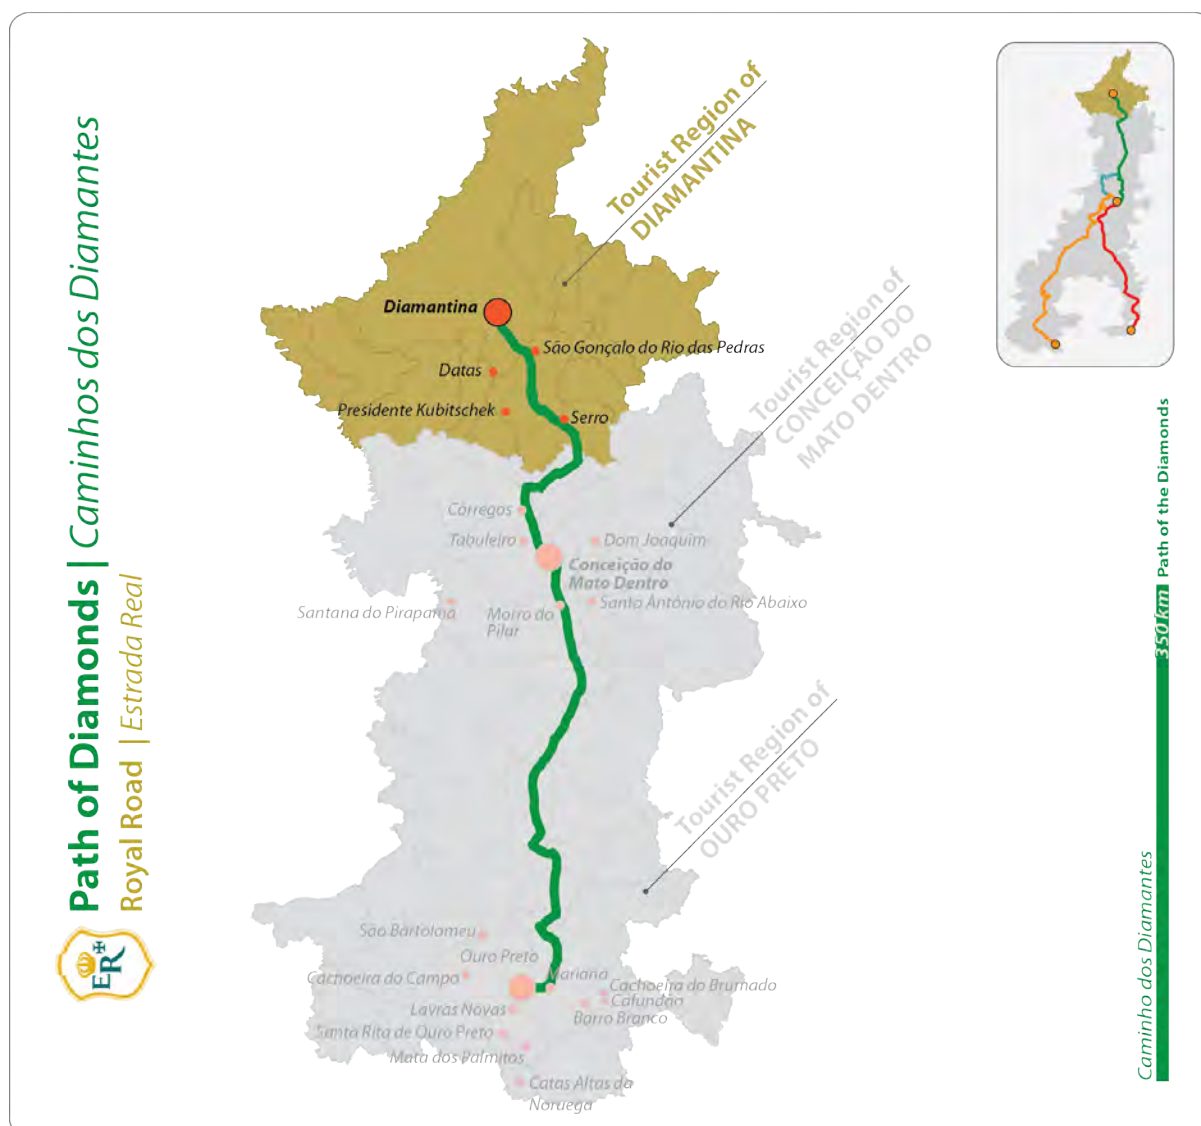 Path of Diamonds | Caminhos dos Diamantes
Royal Road | Estrada Real
ER
Tourist Region of
DIAMANTINA
Diamantina
São Gonçalo do Rio das Pedras
Datas
Presidente Kubitschek
Serro
Tourist Region of
CONCEIÇÃO DO
MATO DENTRO
Córregos
Tabuleiro
Dom Joaquim
Conceição do
Mato Dentro
Santana do Pirapama
Morro do
Pilar
Santo Antônio do Rio Abaixo
Tourist Region of
OURO PRETO
São Bartolomeu
Ouro Preto
Cachoeira do Campo
Mariana
Cachoeira do Brumado
Calundão
Barro Branco
Lavras Novas
Santa Rita de Ouro Preto
Mata dos Palmitos
Catas Altas da
Noruega
350 km Path of the Diamonds
Caminho dos Diamantes